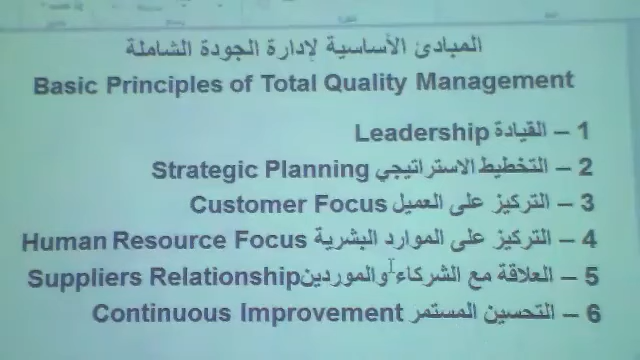 المبادئ الأساسية لإدارة الجودة الشاملة
Basic Principles of Total Quality Management
1 – القيادة Leadership
2 – التخطيط الاستراتيجي Strategic Planning
3 – التركيز على العميل Customer Focus
4 – التركيز على الموارد البشرية Human Resource Focus
5 – العلاقة مع الشركاء والموردين Suppliers Relationship
6 – التحسين المستمر Continuous Improvement